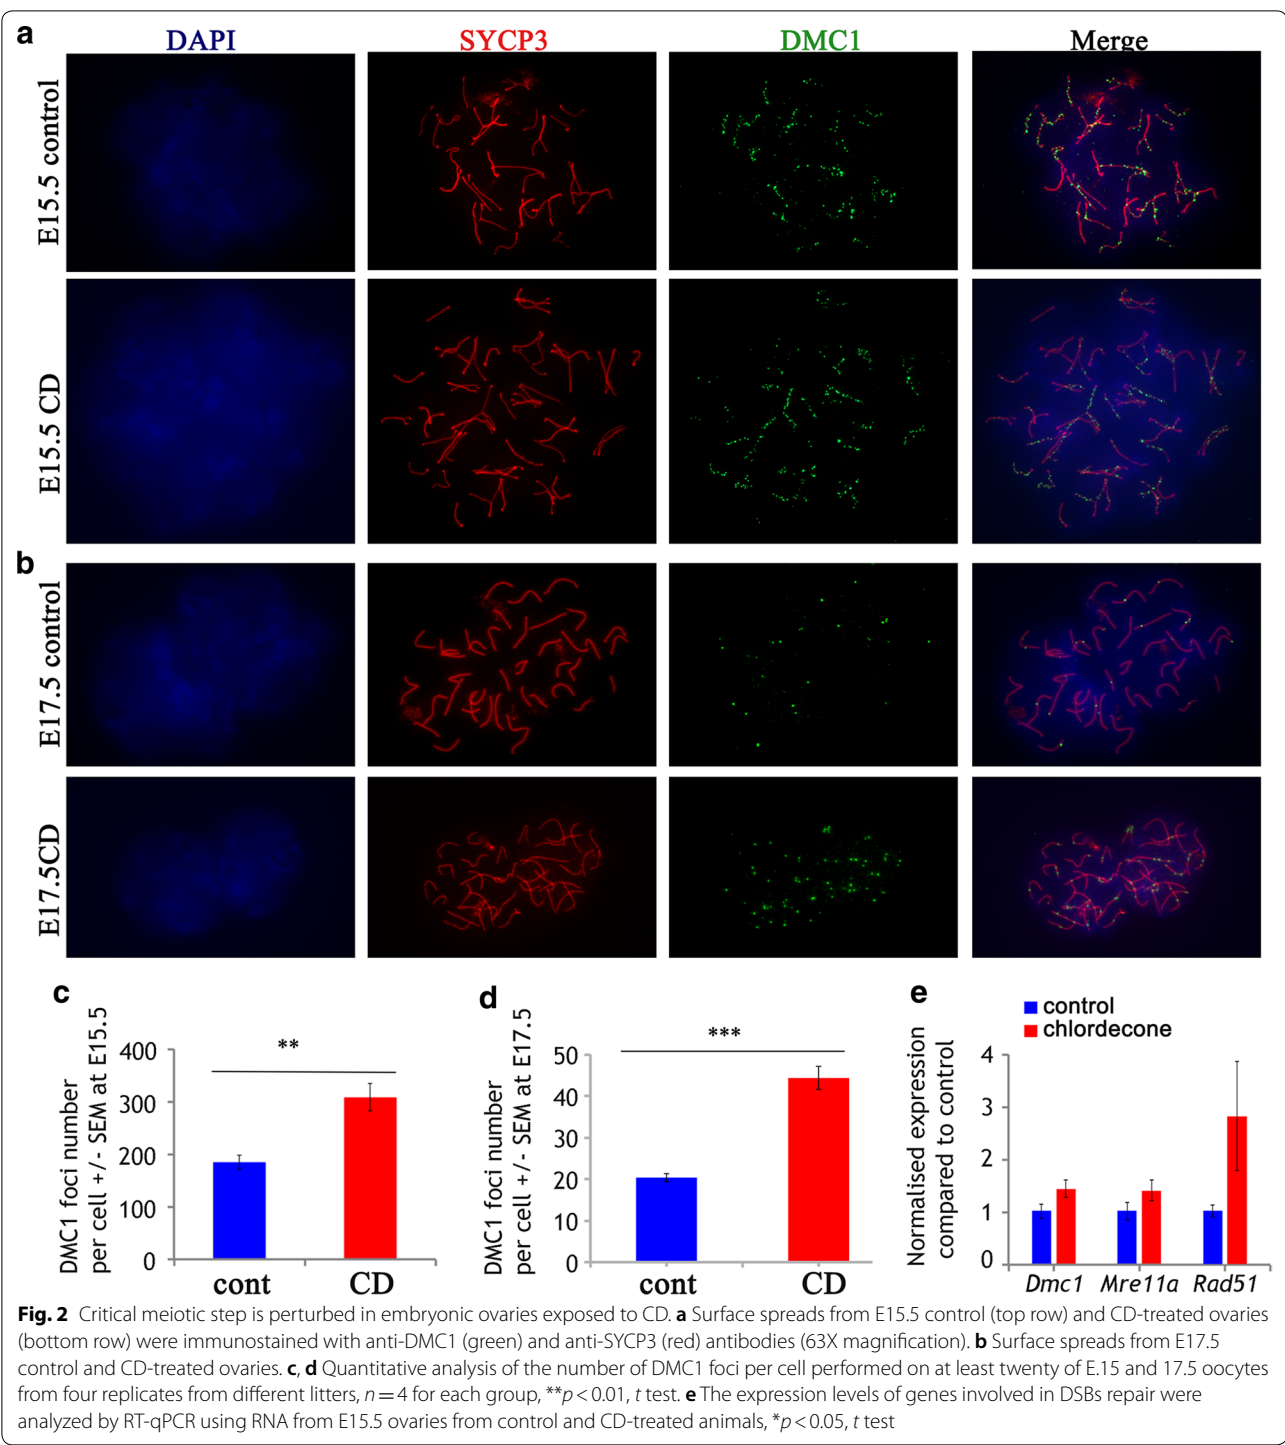 a
DAPI SYCP3 DMC1 Merge
E15.5 control
E15.5 CD
b
E17.5 control
E17.5CD
c
DMC1 foci number
per cell +/- SEM at E15.5
400
300
200
100
0
**
cont CD
d
DMC1 foci number
per cell +/- SEM at E17.5
50
40
30
20
10
0
***
cont CD
e
control
chlordecone
Normalised expression
compared to control
4
3
2
1
0
Dmc1 Mre11a Rad51
Fig. 2 Critical meiotic step is perturbed in embryonic ovaries exposed to CD. a Surface spreads from E15.5 control (top row) and CD-treated ovaries
(bottom row) were immunostained with anti-DMC1 (green) and anti-SYCP3 (red) antibodies (63X magnification). b Surface spreads from E17.5
control and CD-treated ovaries. c, d Quantitative analysis of the number of DMC1 foci per cell performed on at least twenty of E.15 and 17.5 oocytes
from four replicates from different litters, n = 4 for each group, **p < 0.01, t test. e The expression levels of genes involved in DSBs repair were
analyzed by RT-qPCR using RNA from E15.5 ovaries from control and CD-treated animals, *p < 0.05, t test